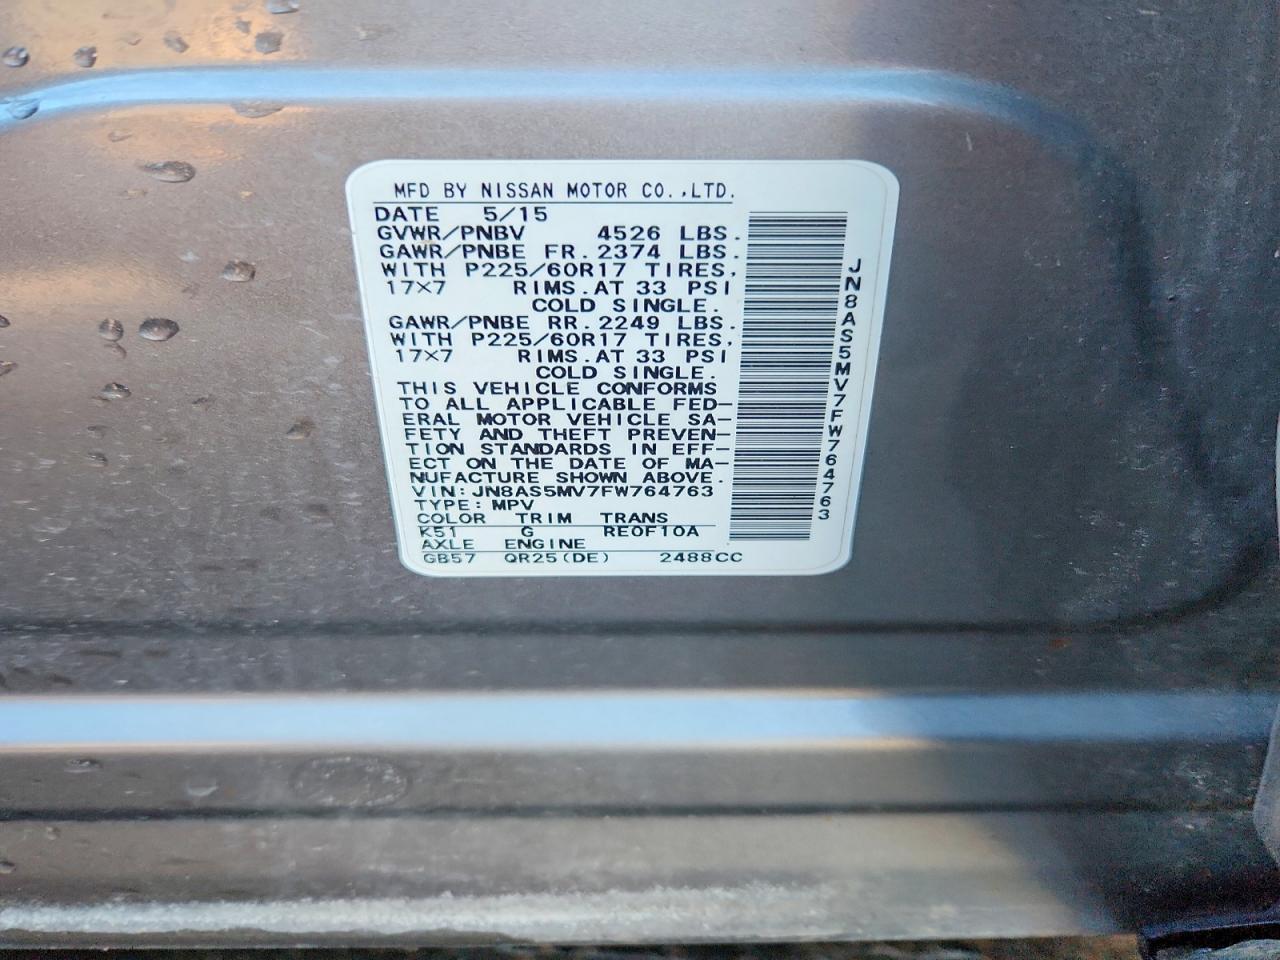 MFD BY NISSAN MOTOR CO.,LTD.
DATE 5/15
GVWR/PNBV 4526 LBS.
GAWR/PNBE FR. 2374 LBS.
WITH P225/60R17 TIRES.
17×7 RIMS.AT 33 PSI
COLD SINGLE.
GAWR/PNBE RR. 2249 LBS.
WITH P225/60R17 TIRES.
17×7 RIMS.AT 33 PSI
COLD SINGLE.
THIS VEHICLE CONFORMS
TO ALL APPLICABLE FED-
ERAL MOTOR VEHICLE SA-
FETY AND THEFT PREVEN-
TION STANDARDS IN EFF-
ECT ON THE DATE OF MA-
NUFACTURE SHOWN ABOVE.
VIN:JN8AS5MV7FW764763
TYPE:MPV
COLOR TRIM TRANS
K51 G RE0F10A
AXLE ENGINE
GB57 QR25(DE) 2488CC
JN8AS5MV7FW764763